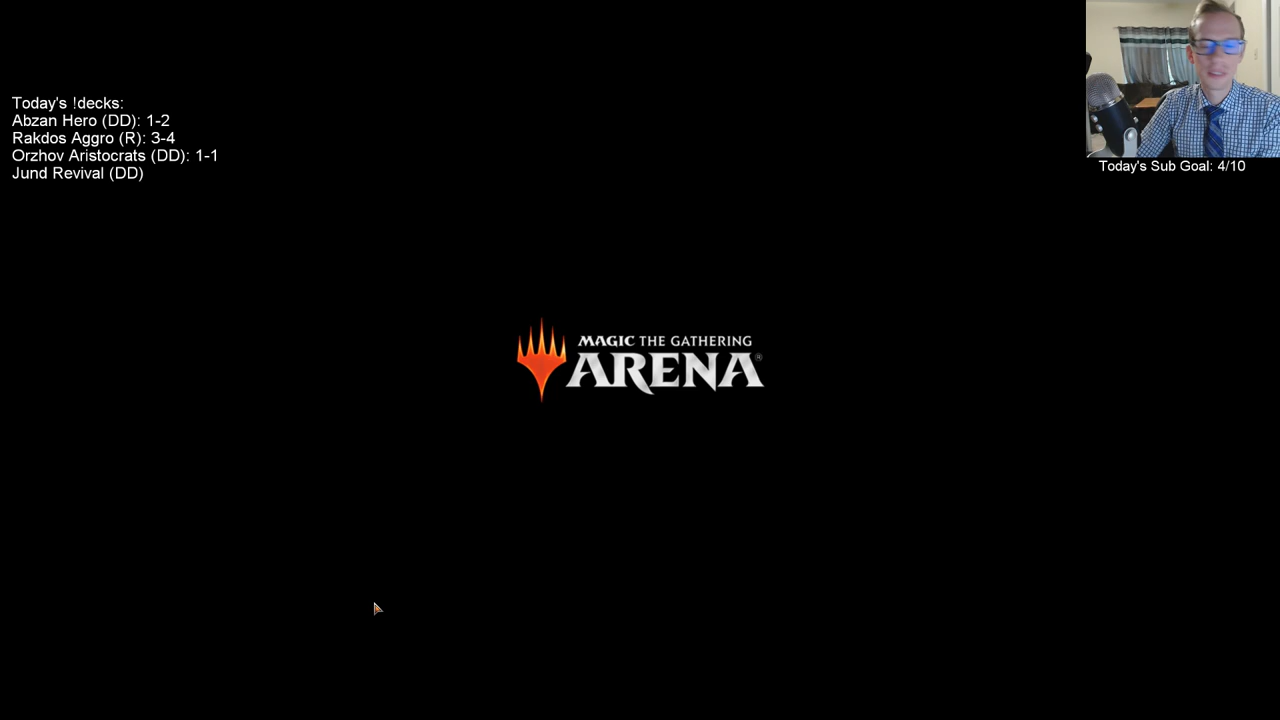 Today's !decks:
Abzan Hero (DD): 1-2
Rakdos Aggro (R): 3-4
Orzhov Aristocrats (DD): 1-1
Jund Revival (DD)
Today's Sub Goal: 4/10
MAGIC THE GATHERING
ARENA®